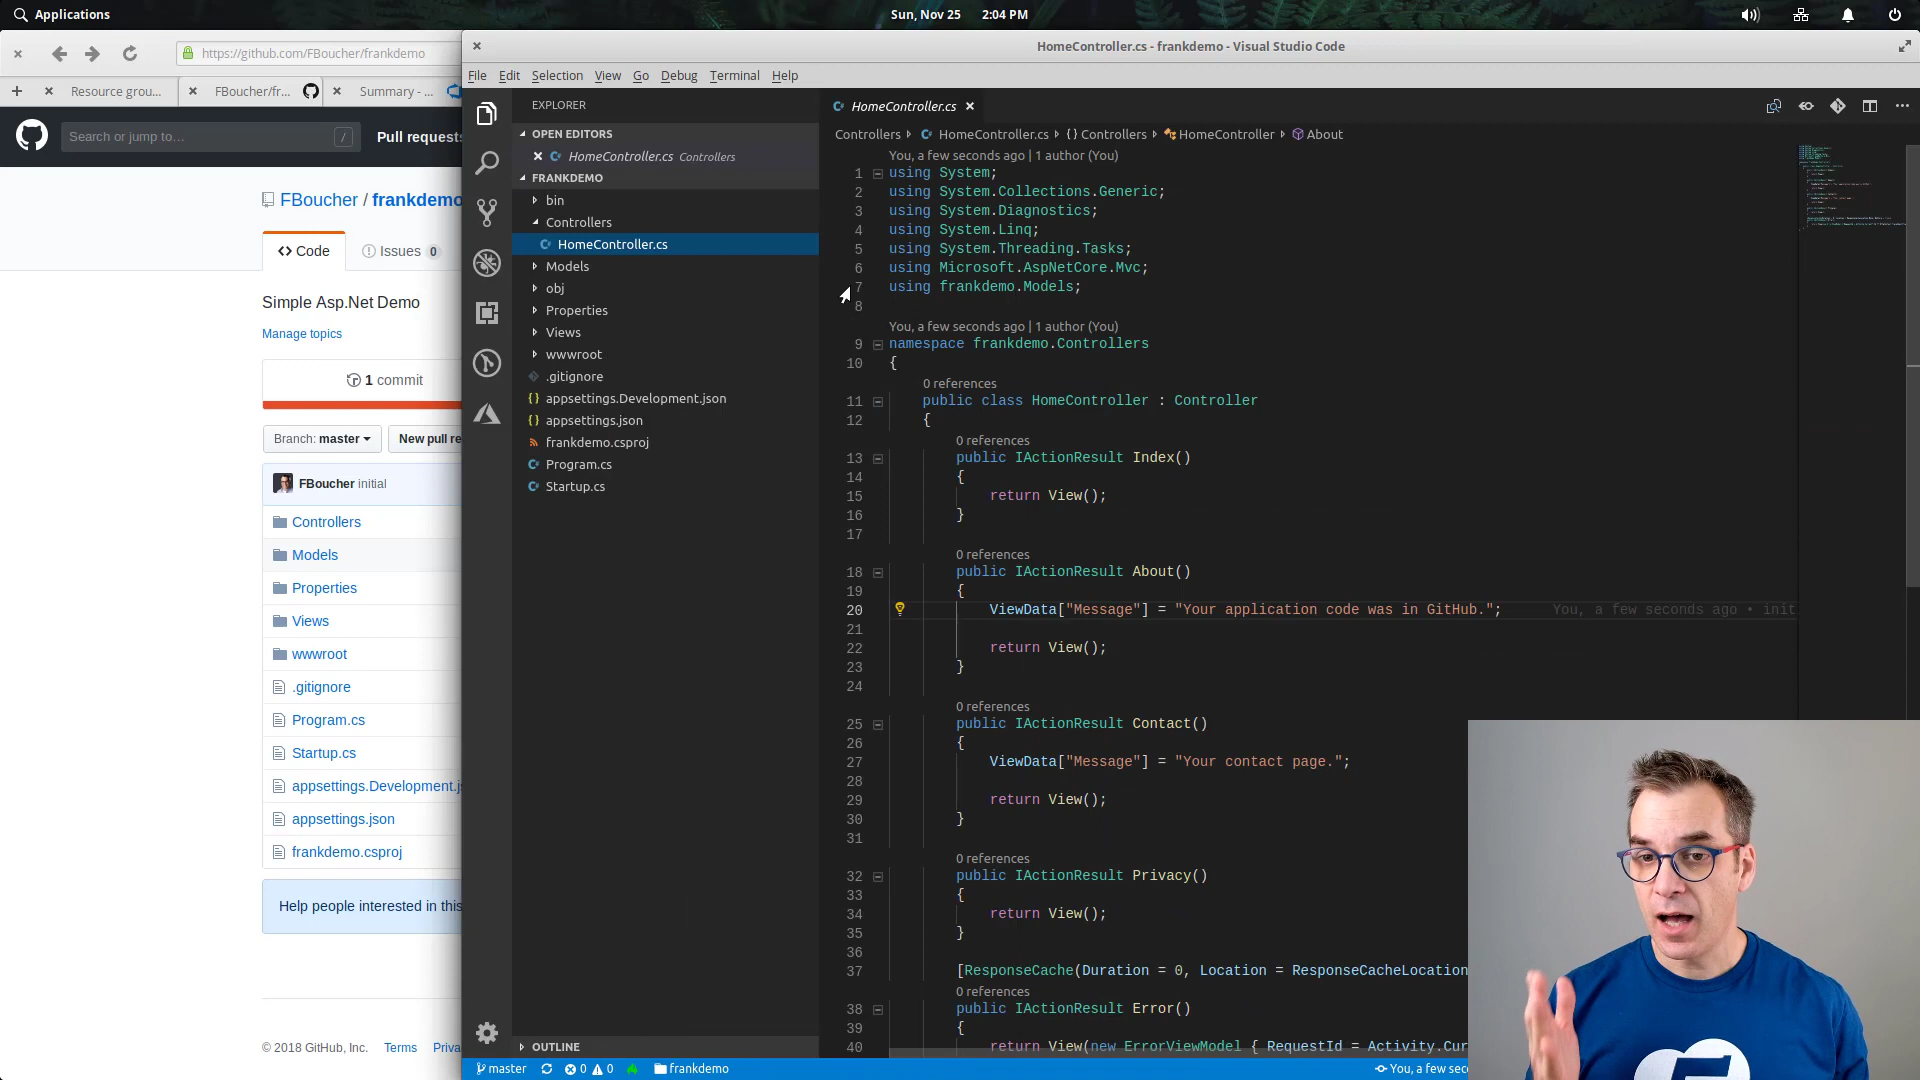 Applications
Sun, Nov 25 2:04 PM
https://github.com/FBoucher/frankdemo
Resource grou...
FBoucher/fr...
Summary - ...
Search or jump to…
/
Pull requests
FBoucher / frankdemo
Code
Issues 0
Simple Asp.Net Demo
Manage topics
1 commit
Branch: master
New pull re
FBoucher initial
Controllers
Models
Properties
Views
wwwroot
.gitignore
Program.cs
Startup.cs
appsettings.Development.js
appsettings.json
frankdemo.csproj
Help people interested in this
© 2018 GitHub, Inc. Terms Priva
HomeController.cs - frankdemo - Visual Studio Code
File Edit Selection View Go Debug Terminal Help
EXPLORER
OPEN EDITORS
HomeController.cs Controllers
FRANKDEMO
bin
Controllers
HomeController.cs
Models
obj
Properties
Views
wwwroot
.gitignore
{} appsettings.Development.json
{} appsettings.json
frankdemo.csproj
Program.cs
Startup.cs
OUTLINE
HomeController.cs
Controllers HomeController.cs {} Controllers HomeController About
You, a few seconds ago | 1 author (You)
1 using System;
2 using System.Collections.Generic;
3 using System.Diagnostics;
4 using System.Linq;
5 using System.Threading.Tasks;
6 using Microsoft.AspNetCore.Mvc;
7 using frankdemo.Models;
8
You, a few seconds ago | 1 author (You)
9 namespace frankdemo.Controllers
10 {
0 references
11 public class HomeController : Controller
12 {
0 references
13 public IActionResult Index()
14 {
15 return View();
16 }
17
0 references
18 public IActionResult About()
19 {
20 ViewData["Message"] = "Your application code was in GitHub."; You, a few seconds ago • init
21
22 return View();
23 }
24
0 references
25 public IActionResult Contact()
26 {
27 ViewData["Message"] = "Your contact page.";
28
29 return View();
30 }
31
0 references
32 public IActionResult Privacy()
33 {
34 return View();
35 }
36
37 [ResponseCache(Duration = 0, Location = ResponseCacheLocation
0 references
38 public IActionResult Error()
39 {
40 return View(new ErrorViewModel { RequestId = Activity.Cur
master 0 0 frankdemo You, a few seco